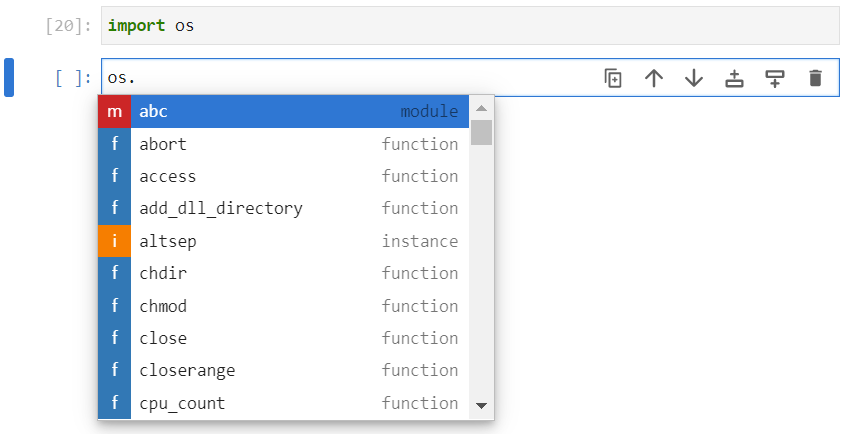 [20]: import os
[ ]: os.
m abc module
f abort function
f access function
f add_dll_directory function
i altsep instance
f chdir function
f chmod function
f close function
f closerange function
f cpu_count function